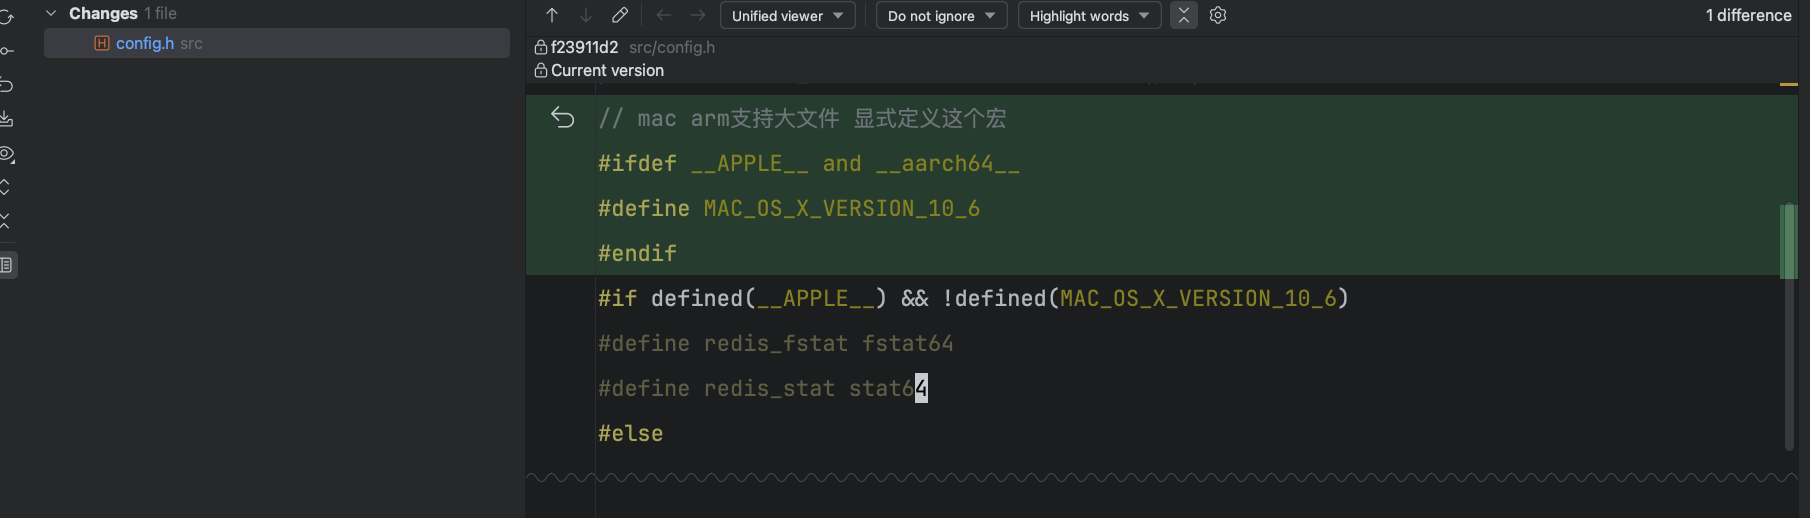 Changes 1 file
config.h src
Unified viewer
Do not ignore
Highlight words
1 difference
f23911d2 src/config.h
Current version
// mac arm支持大文件 显式定义这个宏
#ifdef __APPLE__ and __aarch64__
#define MAC_OS_X_VERSION_10_6
#endif
#if defined(__APPLE__) && !defined(MAC_OS_X_VERSION_10_6)
#define redis_fstat fstat64
#define redis_stat stat64
#else